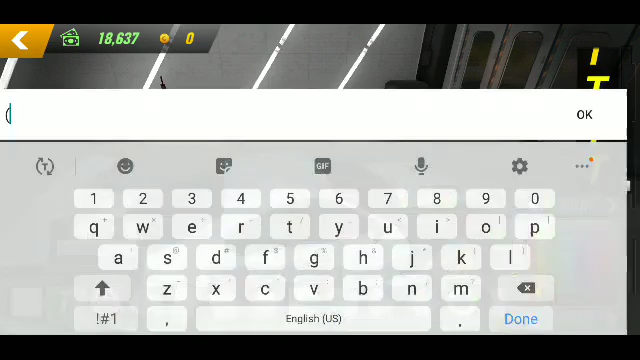 18,637 0
(
OK
GIF
1 2 3 4 5 6 7 8 9 0
q w e r t y u i o p
a s d f g h j k l
z x c v b n m
!#1 , English (US) . Done